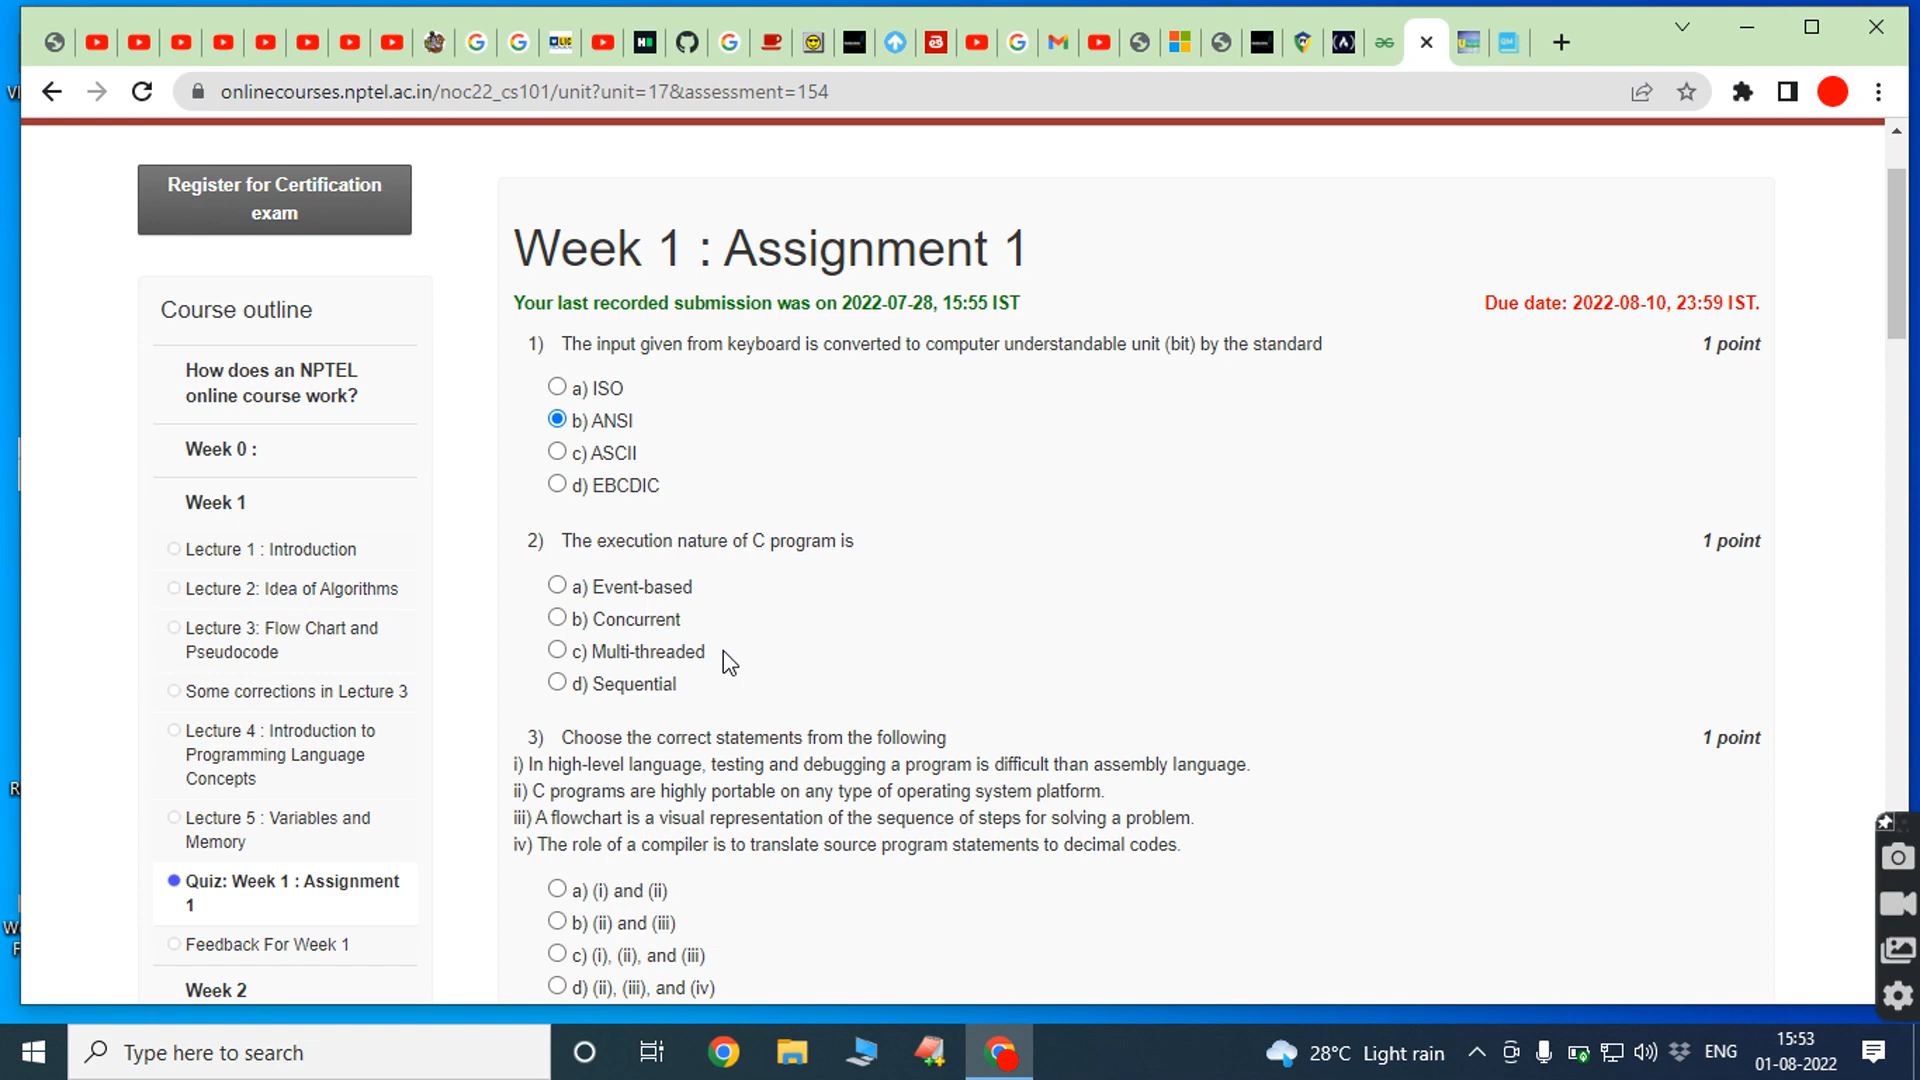 onlinecourses.nptel.ac.in/noc22_cs101/unit?unit=17&assessment=154
Register for Certification
exam
Course outline
How does an NPTEL
online course work?
Week 0 :
Week 1
Lecture 1 : Introduction
Lecture 2: Idea of Algorithms
Lecture 3: Flow Chart and
Pseudocode
Some corrections in Lecture 3
Lecture 4 : Introduction to
Programming Language
Concepts
Lecture 5 : Variables and
Memory
Quiz: Week 1 : Assignment
1
Feedback For Week 1
Week 2
Week 1 : Assignment 1
Your last recorded submission was on 2022-07-28, 15:55 IST
Due date: 2022-08-10, 23:59 IST.
1) The input given from keyboard is converted to computer understandable unit (bit) by the standard
1 point
a) ISO
b) ANSI
c) ASCII
d) EBCDIC
2) The execution nature of C program is
1 point
a) Event-based
b) Concurrent
c) Multi-threaded
d) Sequential
3) Choose the correct statements from the following
1 point
i) In high-level language, testing and debugging a program is difficult than assembly language.
ii) C programs are highly portable on any type of operating system platform.
iii) A flowchart is a visual representation of the sequence of steps for solving a problem.
iv) The role of a compiler is to translate source program statements to decimal codes.
a) (i) and (ii)
b) (ii) and (iii)
c) (i), (ii), and (iii)
d) (ii), (iii), and (iv)
Type here to search
28°C Light rain
ENG
15:53
01-08-2022